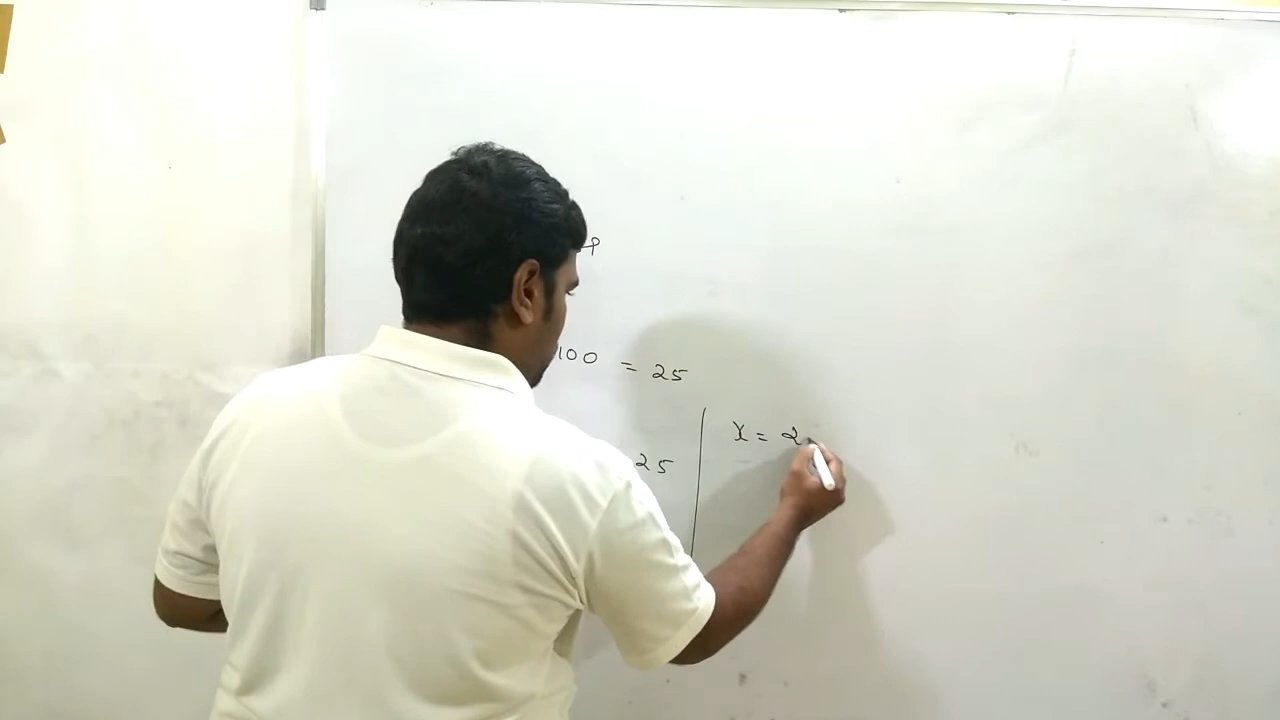 P
100 = 25
25 | X = 2